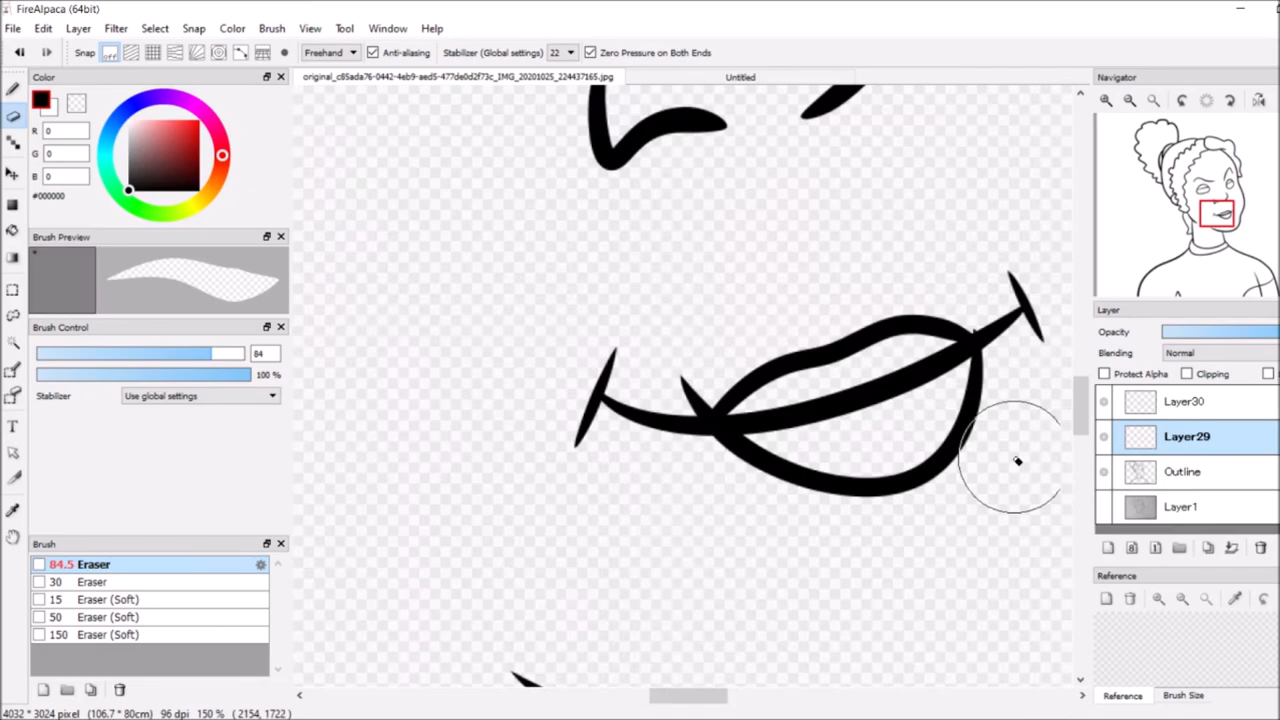 FireAlpaca (64bit)
File Edit Layer Filter Select Snap Color Brush View Tool Window Help
Snap off Freehand Anti-aliasing Stabilizer (Global settings) 22 Zero Pressure on Both Ends
Color
original_c85ada76-0442-4eb9-aed5-477de0d2f73c_IMG_20201025_224437165.jpg Untitled
Navigator
R 0
G 0
B 0
#000000
Brush Preview
Brush Control
84
100 %
Stabilizer Use global settings
Brush
84.5 Eraser
30 Eraser
15 Eraser (Soft)
50 Eraser (Soft)
150 Eraser (Soft)
Layer
Opacity
Blending Normal
Protect Alpha Clipping
Layer30
Layer29
Outline
Layer1
8 1
Reference
Reference Brush Size
4032 * 3024 pixel (106.7 * 80cm) 96 dpi 150 % ( 2154, 1722 )